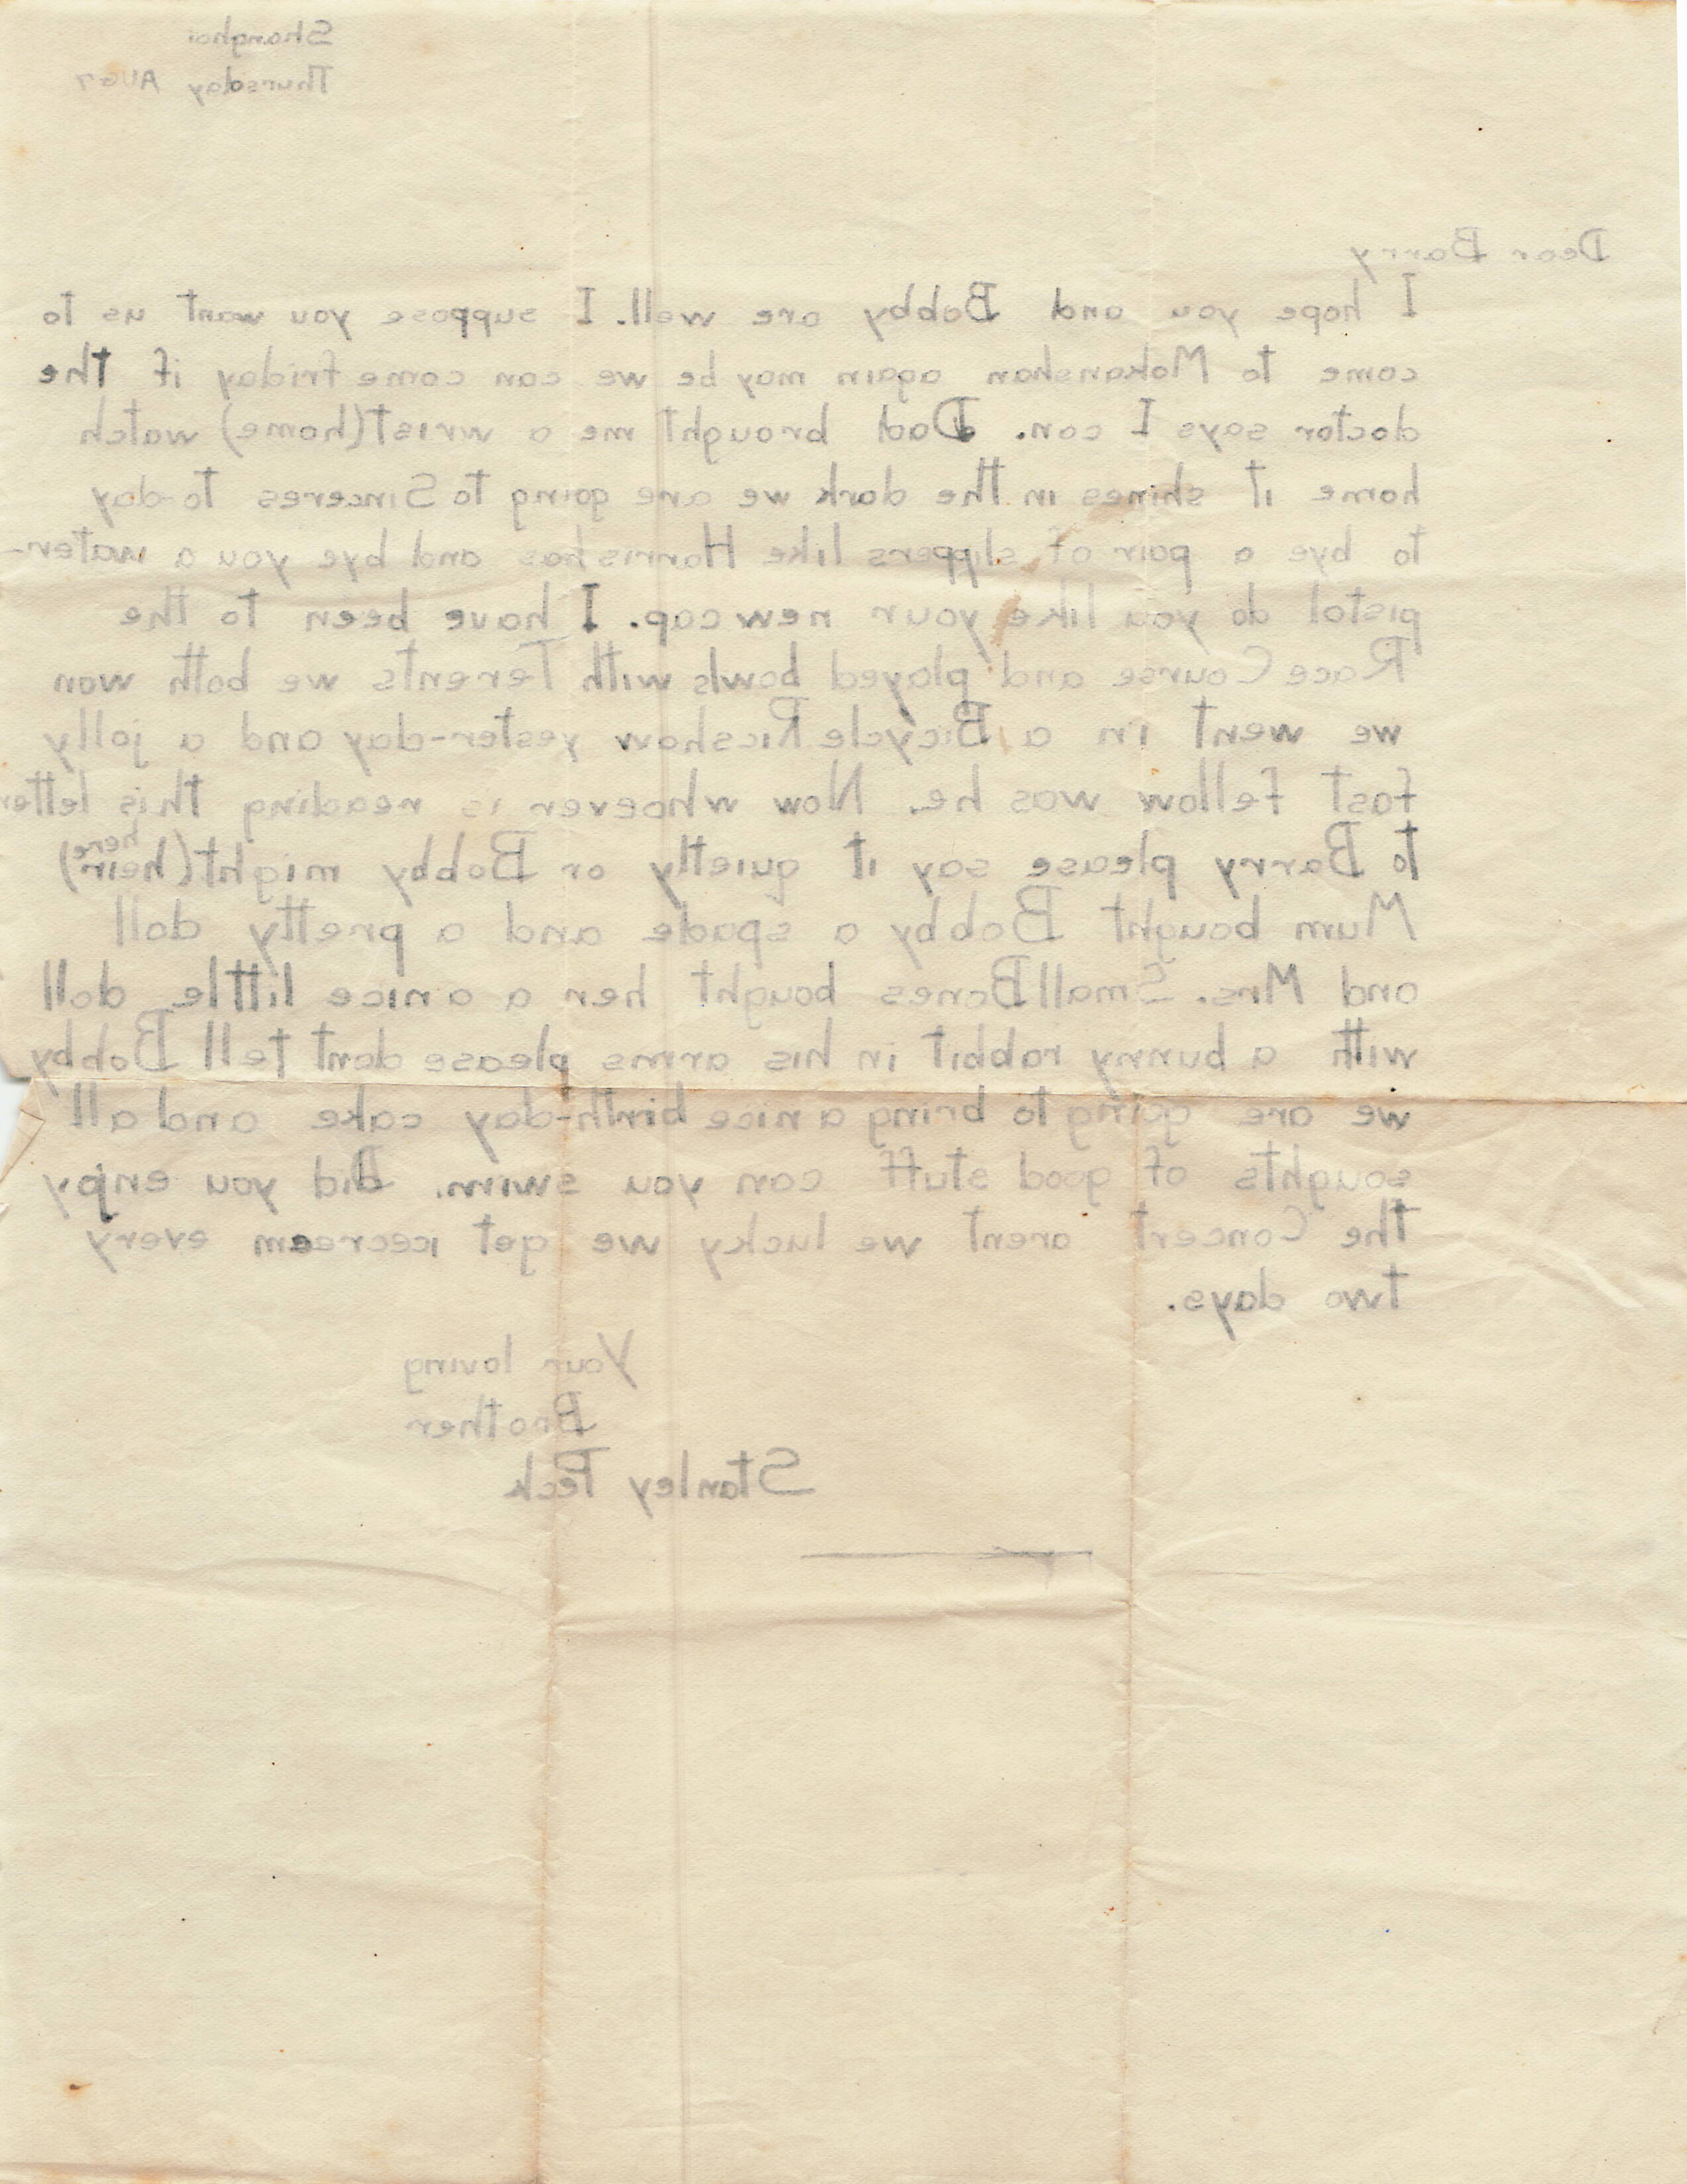 Shanghai
Thursday AUG 7
Dear Barry
I hope you and Bobby are well. I suppose you want us to
come to Mokanshan again may be we can come friday if the
doctor says I can. Dad brought me a wrist (home) watch
home it shines in the dark we are going to Sinceres to-day
to bye a pair of slippers like Harris has and bye you a water-
pistol do you like your new cap. I have been to the
Race Course and played bowls with Terents we both won
we went in a Bicycle Ricshow yester-day and a jolly
fast fellow was he. Now whoever is reading this letter
to Barry please say it quietly or Bobby might (heir) here
Mum bought Bobby a spade and a pretty doll
and Mrs. Small Bones bought her a a nice little doll
with a bunny rabbit in his arms please dont tell Bobby
we are going to bring a nice birth-day cake and all
soughts of good stuff can you swim. Did you enjoy
the Concert arent we lucky we get icecream every
two days.
Your loving
Brother
Stanley Peck